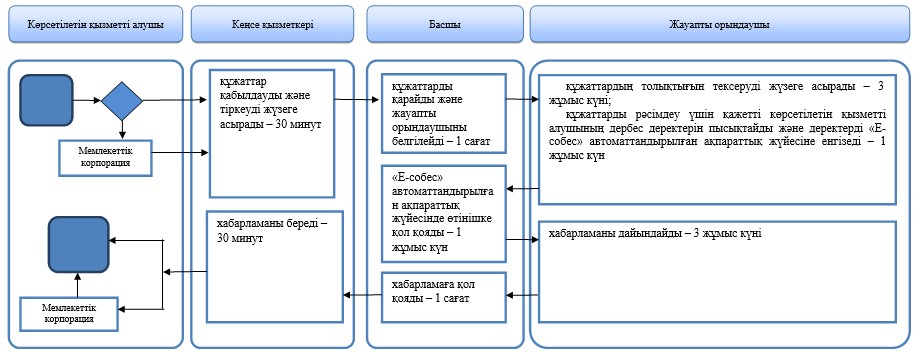 Көрсетілетін қызметті алушы
Кеңсе қызметкері
Басшы
Жауапты орындаушы
Мемлекеттік
корпорация
Мемлекеттік
корпорация
құжаттар
қабылдауды және
тіркеуді жүзеге
асырады – 30 минут
хабарламаны береді –
30 минут
құжаттарды
қарайды және
жауапты
орындаушыны
белгілейді – 1 сағат
«Е-собес»
автоматтандырылға
н ақпараттық
жүйесінде өтінішке
қол қояды – 1
жұмыс күн
хабарламаға қол
қояды – 1 сағат
құжаттардың толықтығын тексеруді жүзеге асырады – 3
жұмыс күні;
құжаттарды рәсімдеу үшін қажетті көрсетілетін қызметті
алушының дербес деректерін пысықтайды және деректерді «Е-
собес» автоматтандырылған ақпараттық жүйесіне енгізеді – 1
жұмыс күн
хабарламаны дайындайды – 3 жұмыс күні